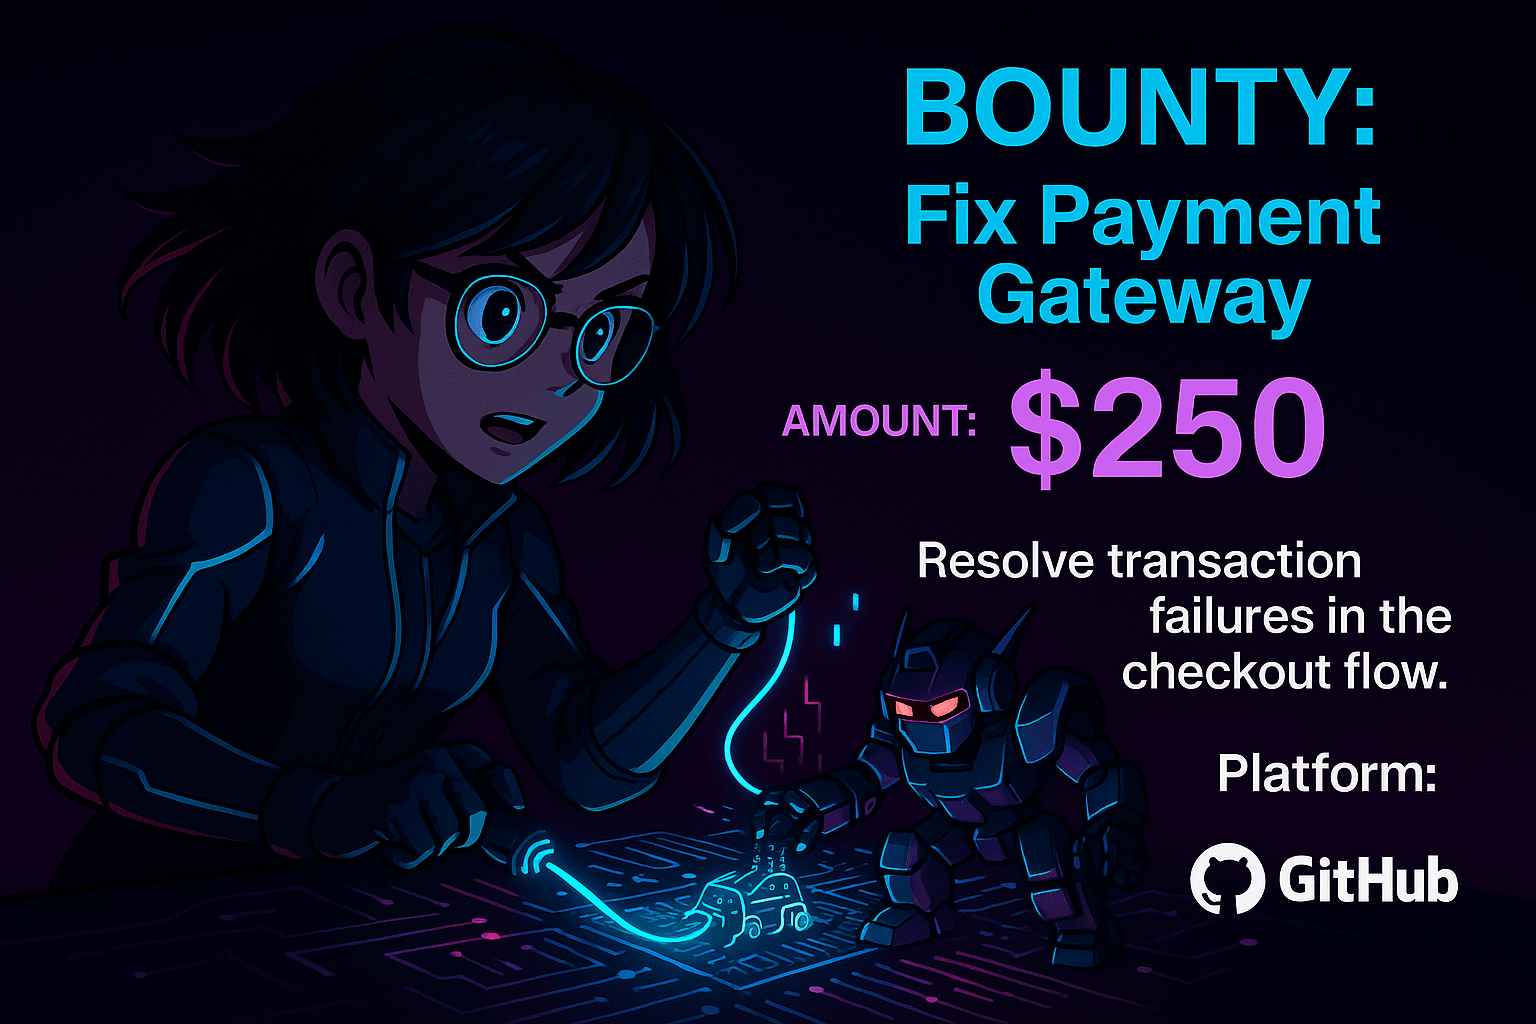 BOUNTY:
Fix Payment
Gateway
AMOUNT: $250
Resolve transaction
failures in the
checkout flow.
Platform:
GitHub